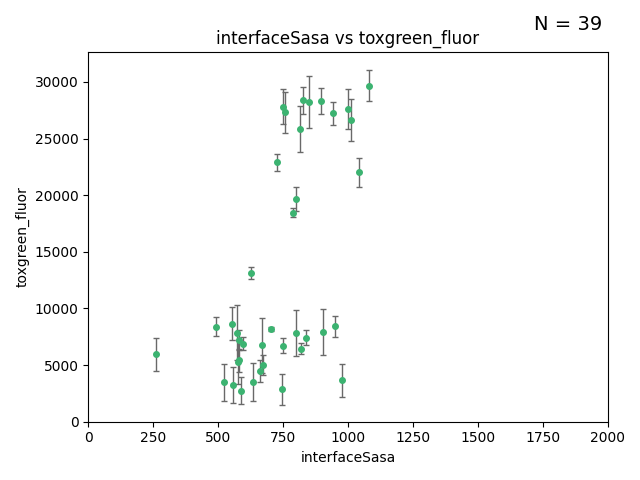 N = 39
interfaceSasa vs toxgreen_fluor
toxgreen_fluor
30000
25000
20000
15000
10000
5000
0
0 250 500 750 1000 1250 1500 1750 2000
interfaceSasa